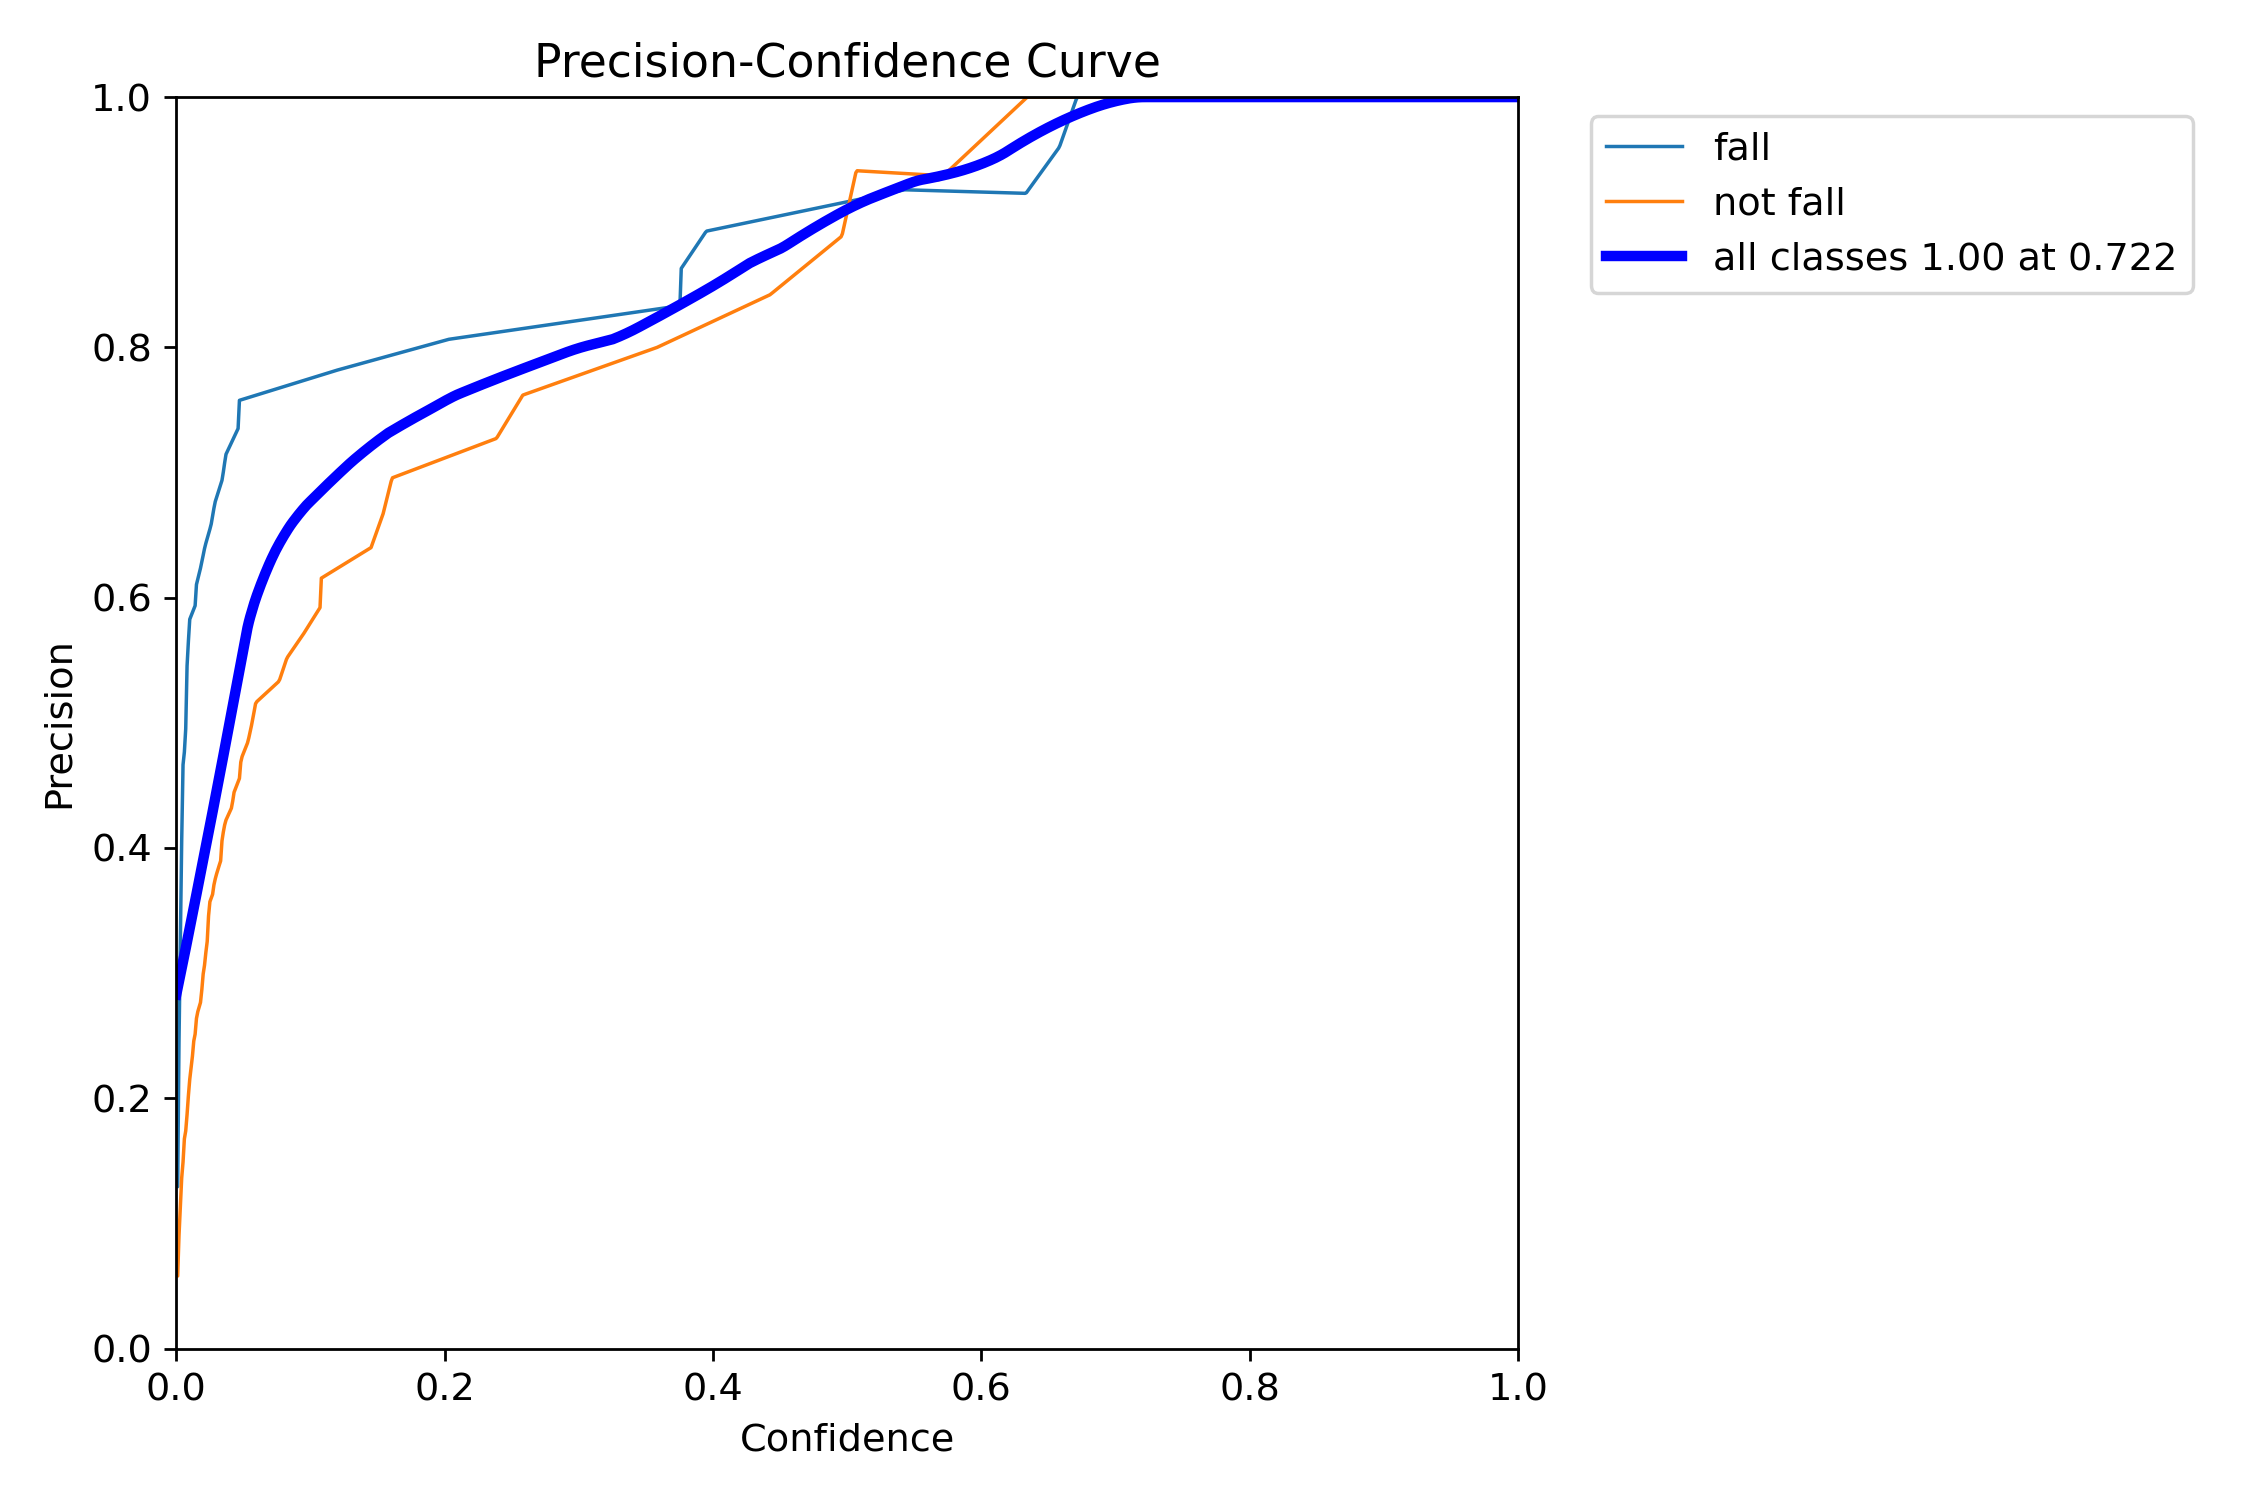 Precision-Confidence Curve
1.0
0.8
0.6
0.4
0.2
0.0
Precision
0.0 0.2 0.4 0.6 0.8 1.0
Confidence
fall
not fall
all classes 1.00 at 0.722